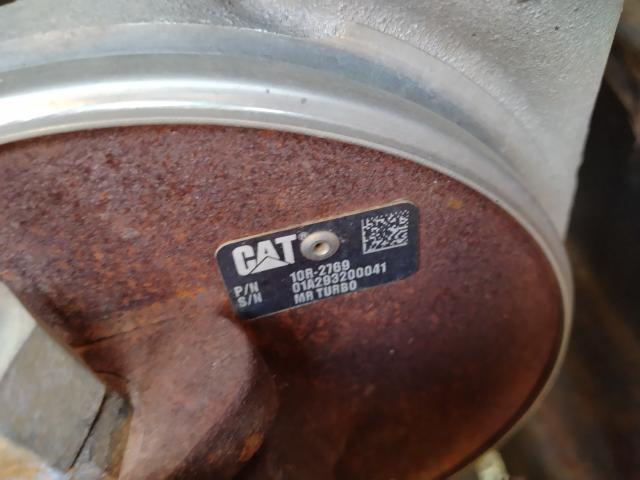 CAT®
P/N 10R-2769
S/N 01A293200041
MR TURBO